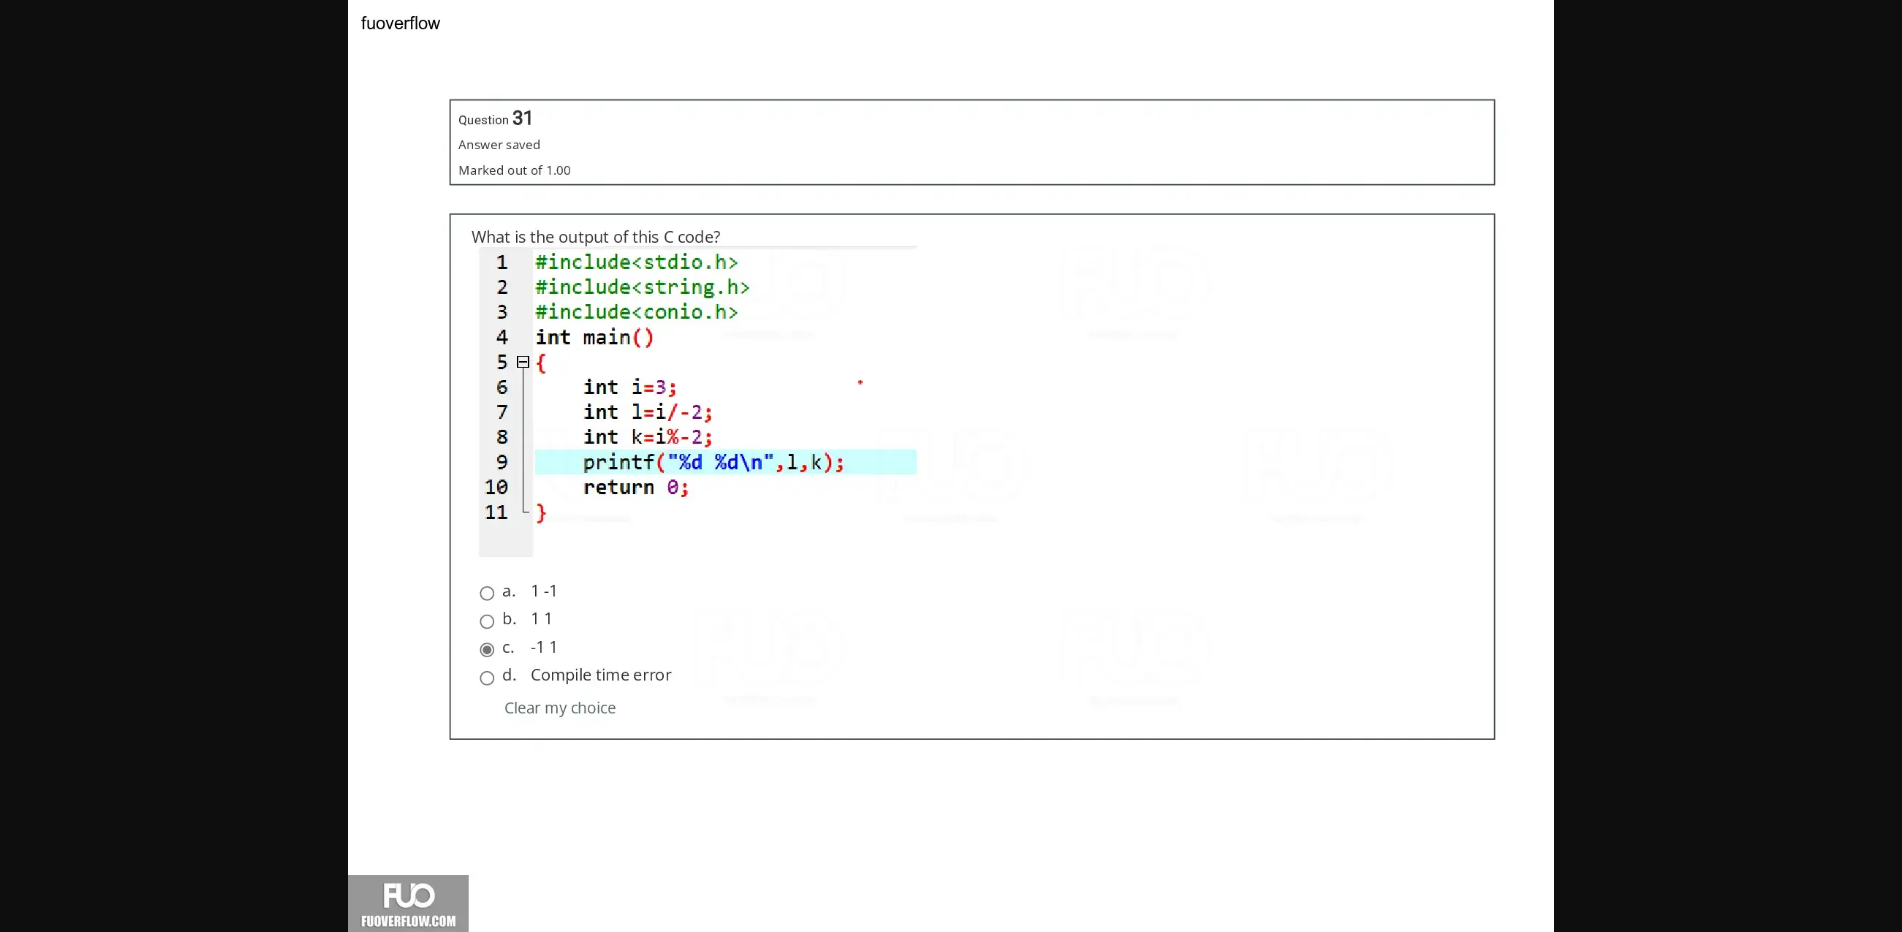 fuoverflow
Question 31
Answer saved
Marked out of 1.00
What is the output of this C code?
1 #include<stdio.h>
2 #include<string.h>
3 #include<conio.h>
4 int main()
5 {
6 int i=3;
7 int l=i/-2;
8 int k=i%-2;
9 printf("%d %d\n",l,k);
10 return 0;
11 }
a. 1 -1
b. 1 1
c. -1 1
d. Compile time error
Clear my choice
FUO
FUOVERFLOW.COM